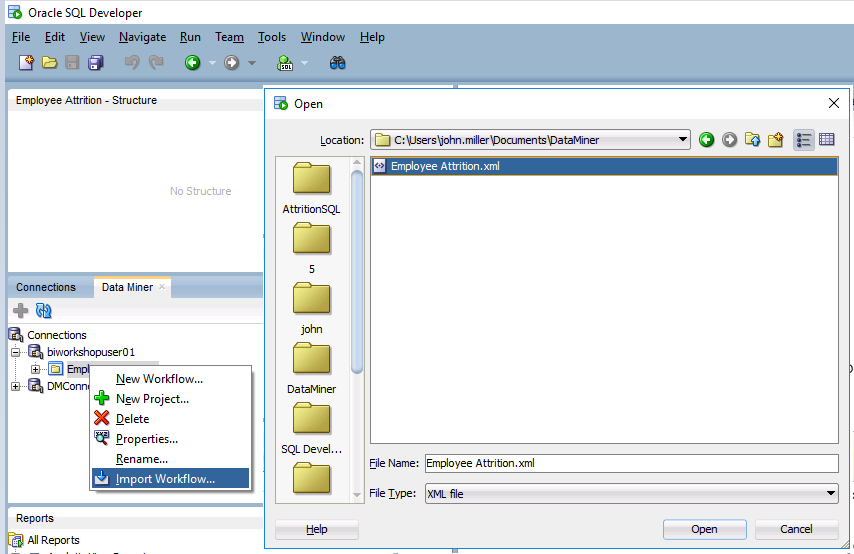 Oracle SQL Developer
File Edit View Navigate Run Team Tools Window Help
SQL
Employee Attrition - Structure
No Structure
Connections
Data Miner
Connections
biworkshopuser01
DMConn
New Workflow...
New Project...
Delete
Properties...
Rename...
Import Workflow...
Reports
All Reports
Open
Location: C:\Users\john.miller\Documents\DataMiner
AttritionSQL
5
john
DataMiner
SQL Devel...
Employee Attrition.xml
File Name: Employee Attrition.xml
File Type: XML file
Help
Open
Cancel